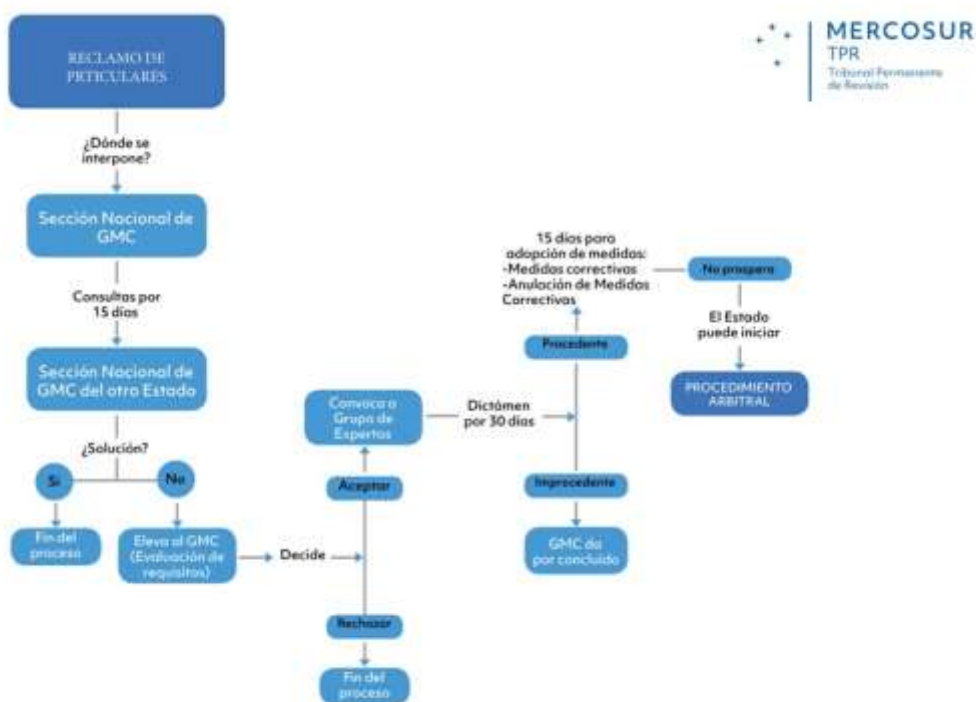 RECLAMO DE
PRTICULARES
MERCOSUR
TPR
Tribunal Permanente
de Revisión
¿Dónde se
interpone?
Sección Nacional de
GMC
Consultas por
15 días
Sección Nacional de
GMC del otro Estado
¿Solución?
Si
No
Fin del
proceso
Eleva al GMC
(Evaluación de
requisitos)
Decide
Aceptar
Convoca a
Grupo de
Expertos
Rechazar
Fin del
proceso
Dictámen
por 30 días
Procedente
15 días para
adopción de medidas:
-Medidas correctivas
-Anulación de Medidas
Correctivas
No prospera
El Estado
puede iniciar
PROCEDIMIENTO
ARBITRAL
Improcedente
GMC da
por concluido